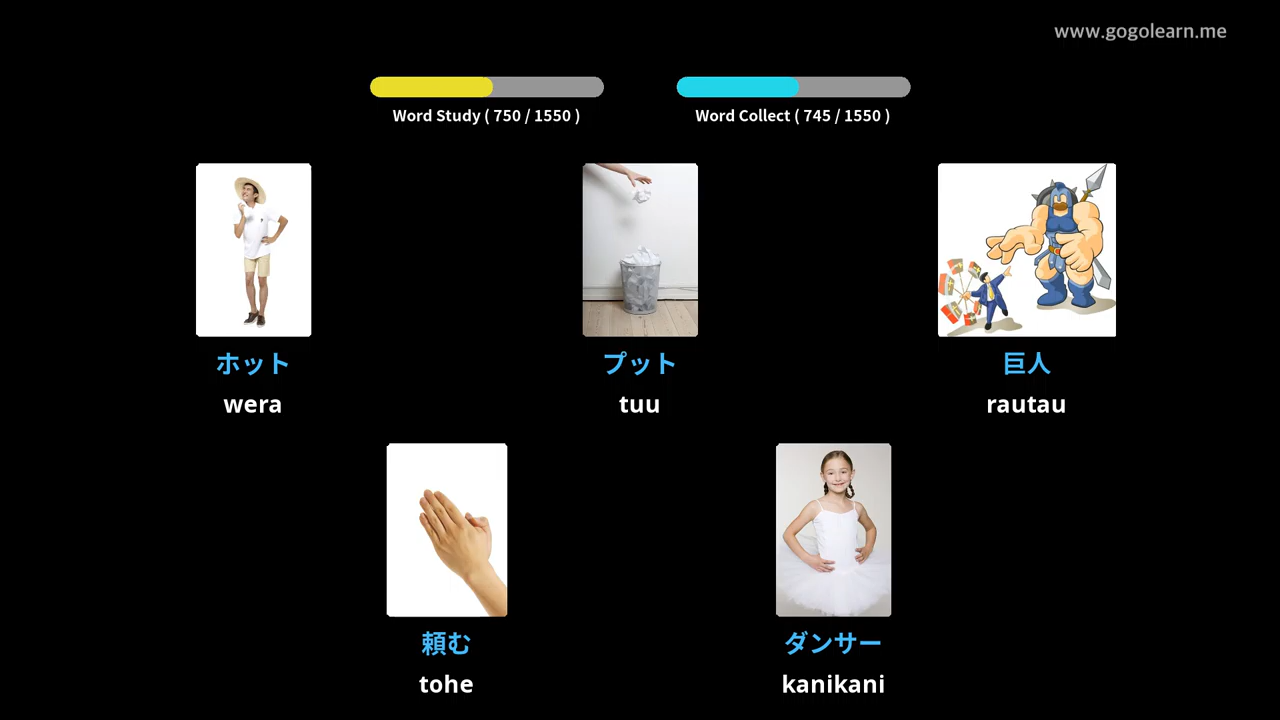 www.gogolearn.me
Word Study ( 750 / 1550 )
Word Collect ( 745 / 1550 )
ホット
wera
プット
tuu
巨人
rautau
頼む
tohe
ダンサー
kanikani